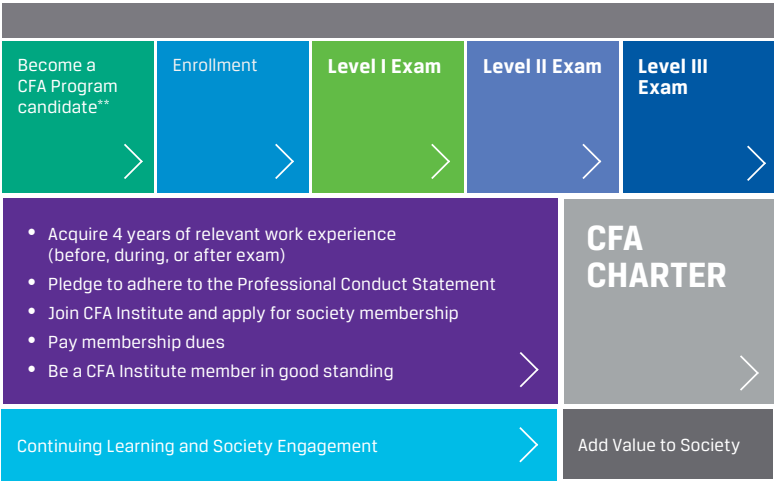 Become a
CFA Program
candidate**
Enrollment
Level I Exam
Level II Exam
Level III
Exam
• Acquire 4 years of relevant work experience
(before, during, or after exam)
• Pledge to adhere to the Professional Conduct Statement
• Join CFA Institute and apply for society membership
• Pay membership dues
• Be a CFA Institute member in good standing
CFA
CHARTER
Continuing Learning and Society Engagement
Add Value to Society